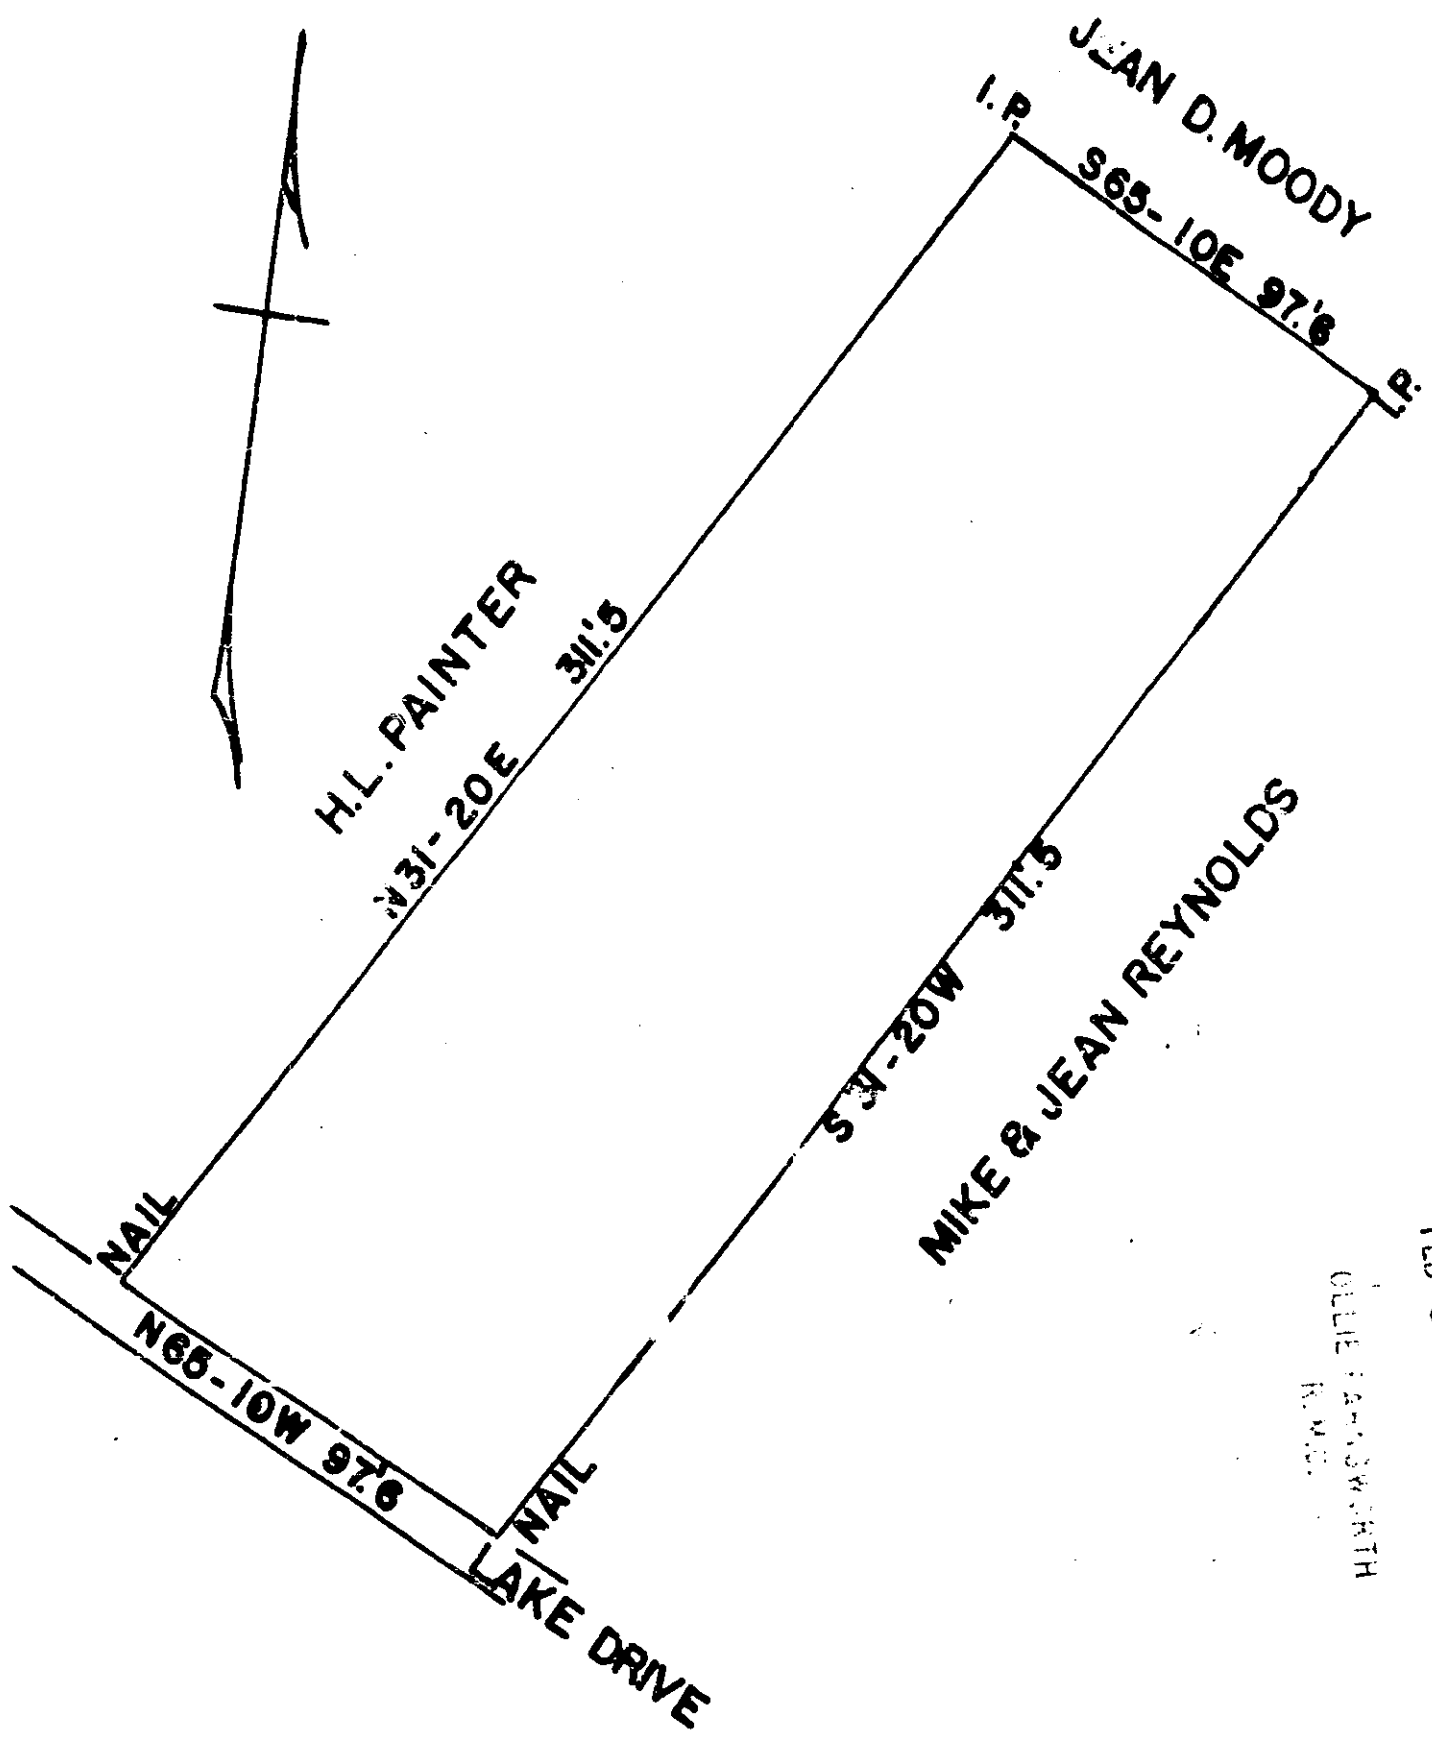 JEAN D. MOODY
I.P.
S65-10E 97.'6
I.P.
H.L. PAINTER
311.'5
N31-20E
311.'5
S31-20W
MIKE & JEAN REYNOLDS
NAIL
N65-10W 97.'6
NAIL
LAKE DRIVE
OLLIE